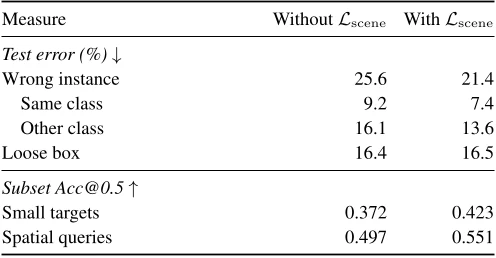 Measure Without ℒscene With ℒscene
Test error (%) ↓
Wrong instance 25.6 21.4
Same class 9.2 7.4
Other class 16.1 13.6
Loose box 16.4 16.5
Subset Acc@0.5 ↑
Small targets 0.372 0.423
Spatial queries 0.497 0.551